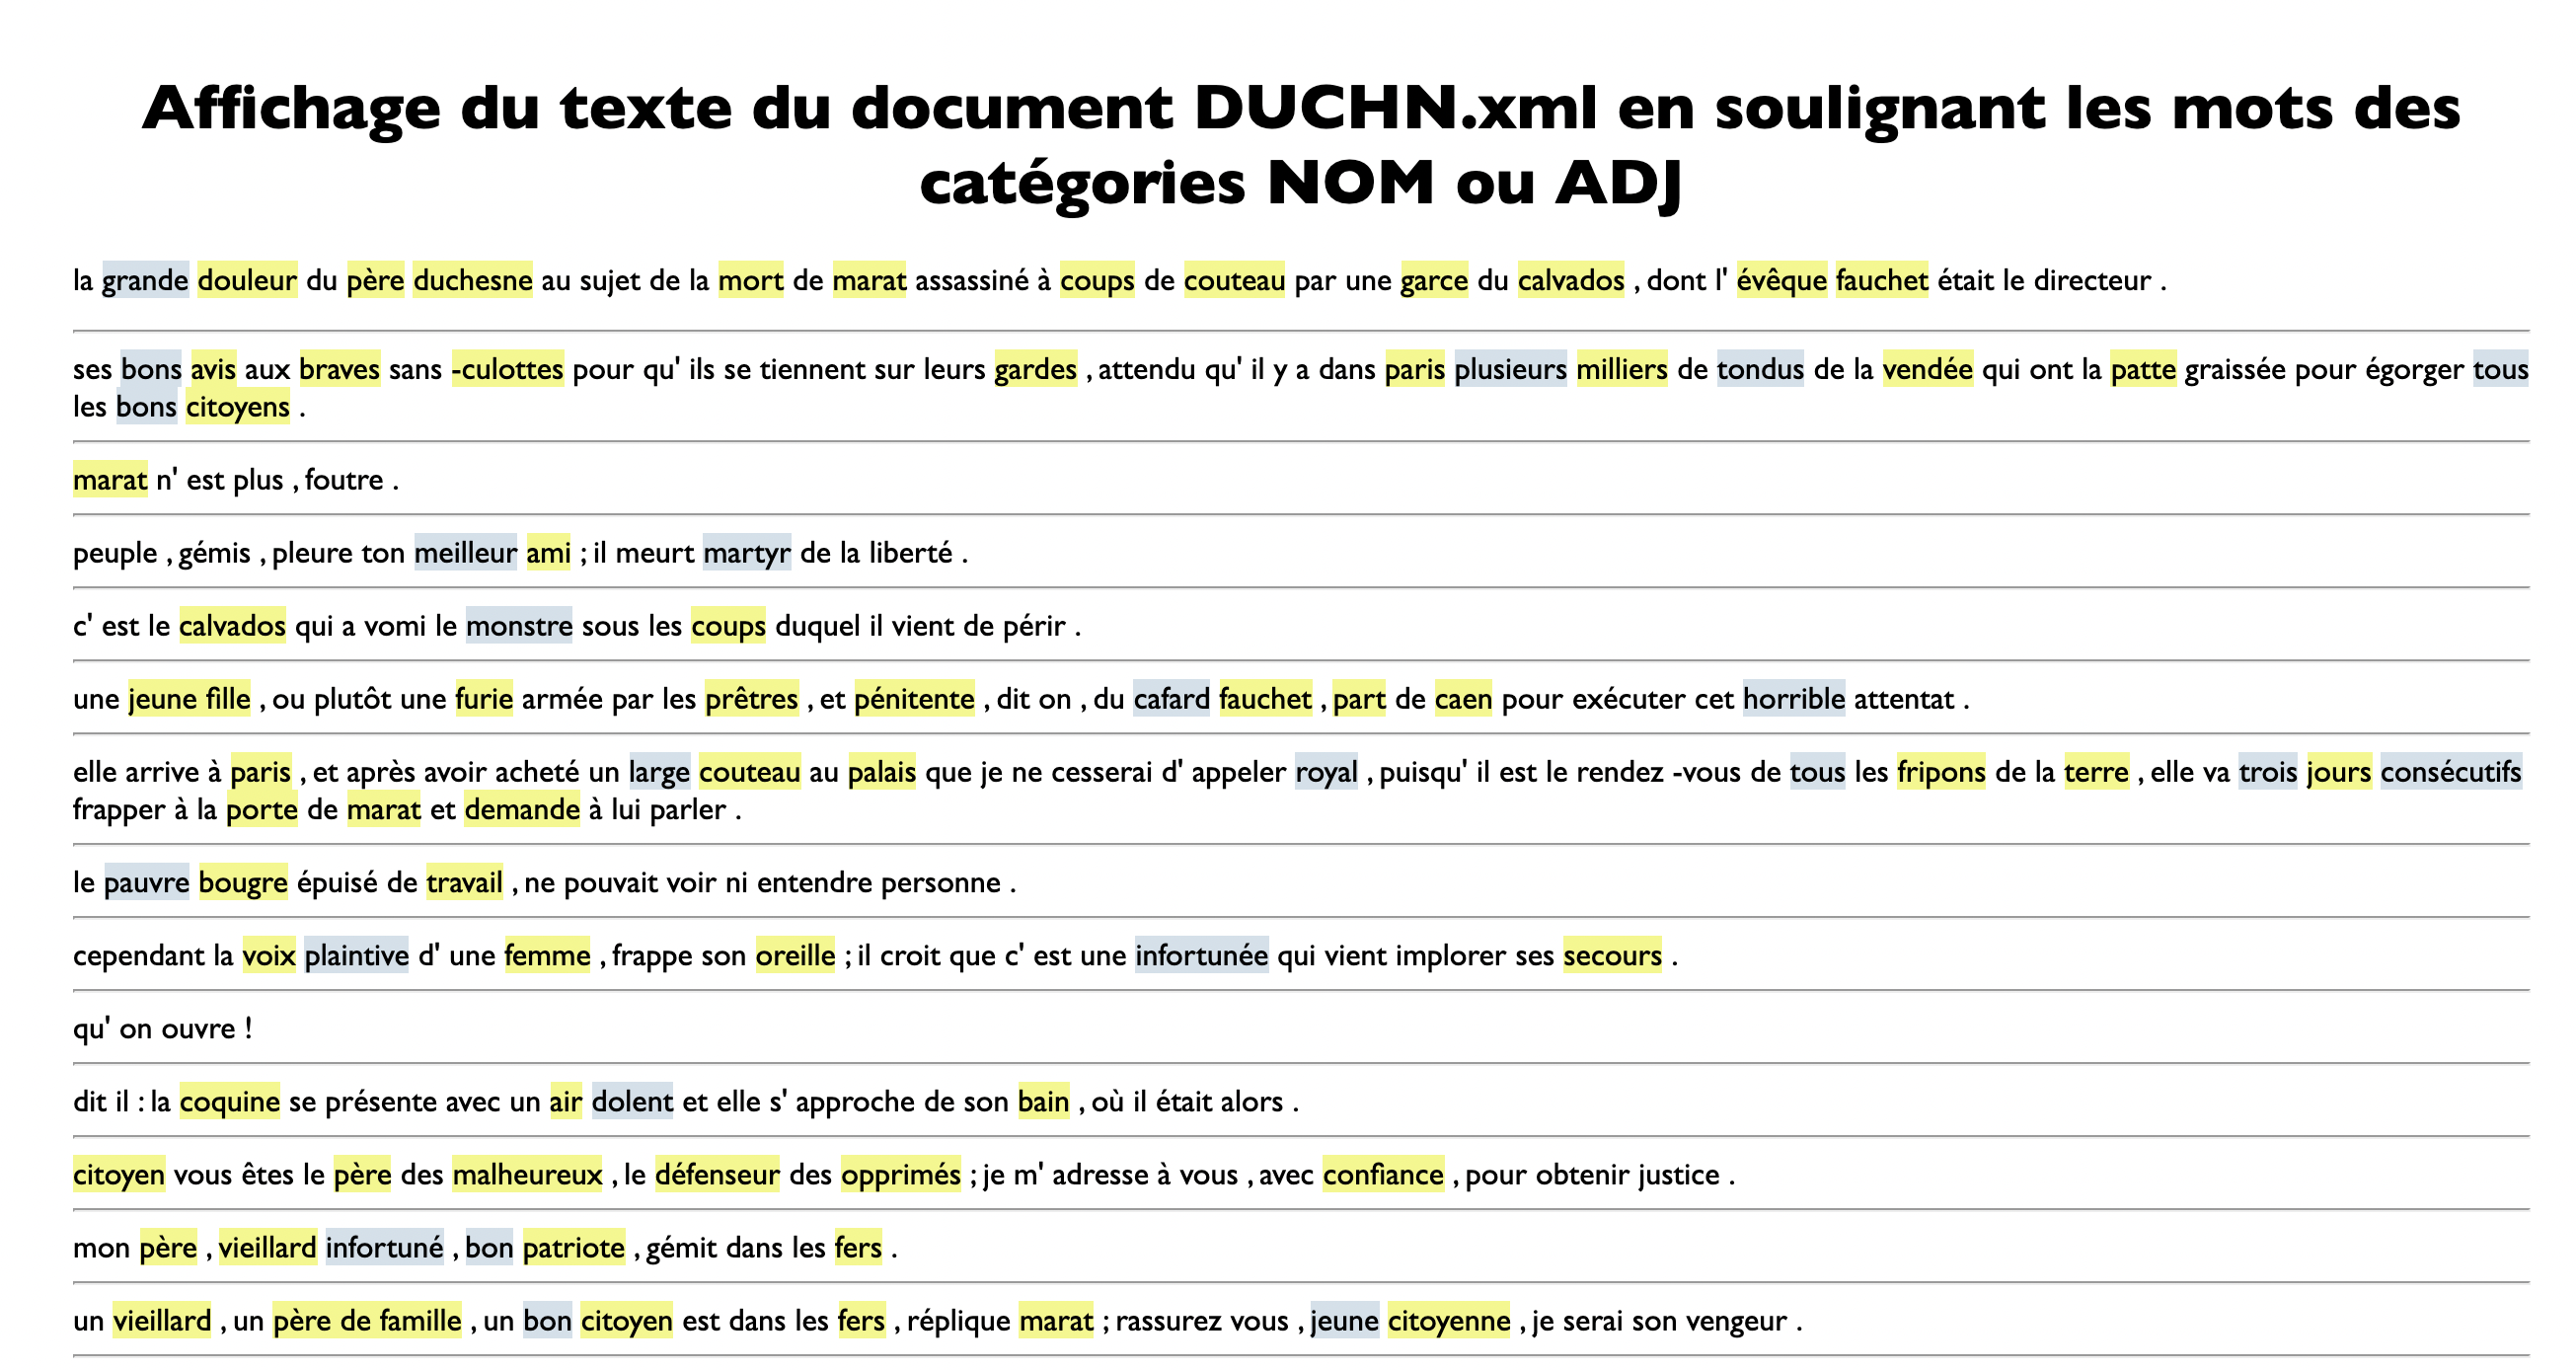 Affichage du texte du document DUCHN.xml en soulignant les mots des
catégories NOM ou ADJ
la grande douleur du père duchesne au sujet de la mort de marat assassiné à coups de couteau par une garce du calvados , dont l' évêque fauchet était le directeur .
ses bons avis aux braves sans -culottes pour qu' ils se tiennent sur leurs gardes , attendu qu' il y a dans paris plusieurs milliers de tondus de la vendée qui ont la patte graissée pour égorger tous
les bons citoyens .
marat n' est plus , foutre .
peuple , gémis , pleure ton meilleur ami ; il meurt martyr de la liberté .
c' est le calvados qui a vomi le monstre sous les coups duquel il vient de périr .
une jeune fille , ou plutôt une furie armée par les prêtres , et pénitente , dit on , du cafard fauchet , part de caen pour exécuter cet horrible attentat .
elle arrive à paris , et après avoir acheté un large couteau au palais que je ne cesserai d' appeler royal , puisqu' il est le rendez -vous de tous les fripons de la terre , elle va trois jours consécutifs
frapper à la porte de marat et demande à lui parler .
le pauvre bougre épuisé de travail , ne pouvait voir ni entendre personne .
cependant la voix plaintive d' une femme , frappe son oreille ; il croit que c' est une infortunée qui vient implorer ses secours .
qu' on ouvre !
dit il : la coquine se présente avec un air dolent et elle s' approche de son bain , où il était alors .
citoyen vous êtes le père des malheureux , le défenseur des opprimés ; je m' adresse à vous , avec confiance , pour obtenir justice .
mon père , vieillard infortuné , bon patriote , gémit dans les fers .
un vieillard , un père de famille , un bon citoyen est dans les fers , réplique marat ; rassurez vous , jeune citoyenne , je serai son vengeur .